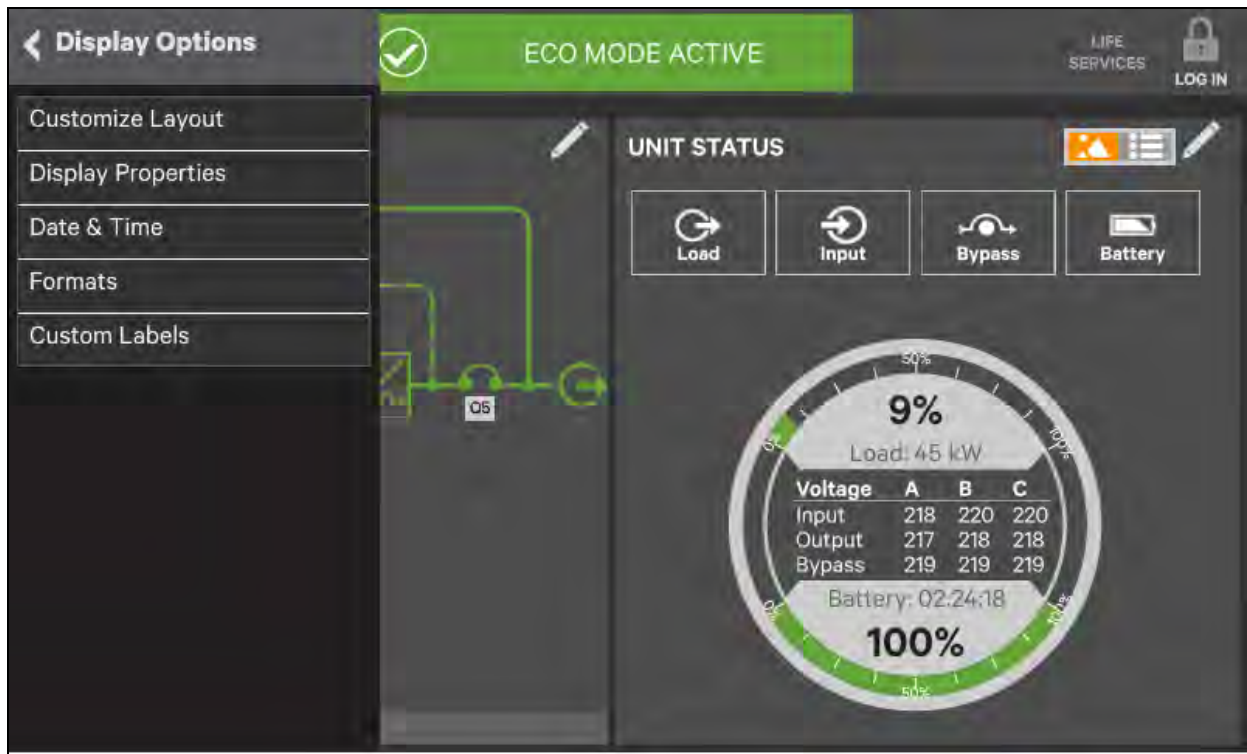 Display Options
Customize Layout
Display Properties
Date & Time
Formats
Custom Labels
ECO MODE ACTIVE
LIFE
SERVICES
LOG IN
Q5
UNIT STATUS
Load
Input
Bypass
Battery
50%
0%
100%
9%
Load: 45 kW
Voltage A B C
Input 218 220 220
Output 217 218 218
Bypass 219 219 219
Battery: 02:24:18
100%
0%
100%
50%